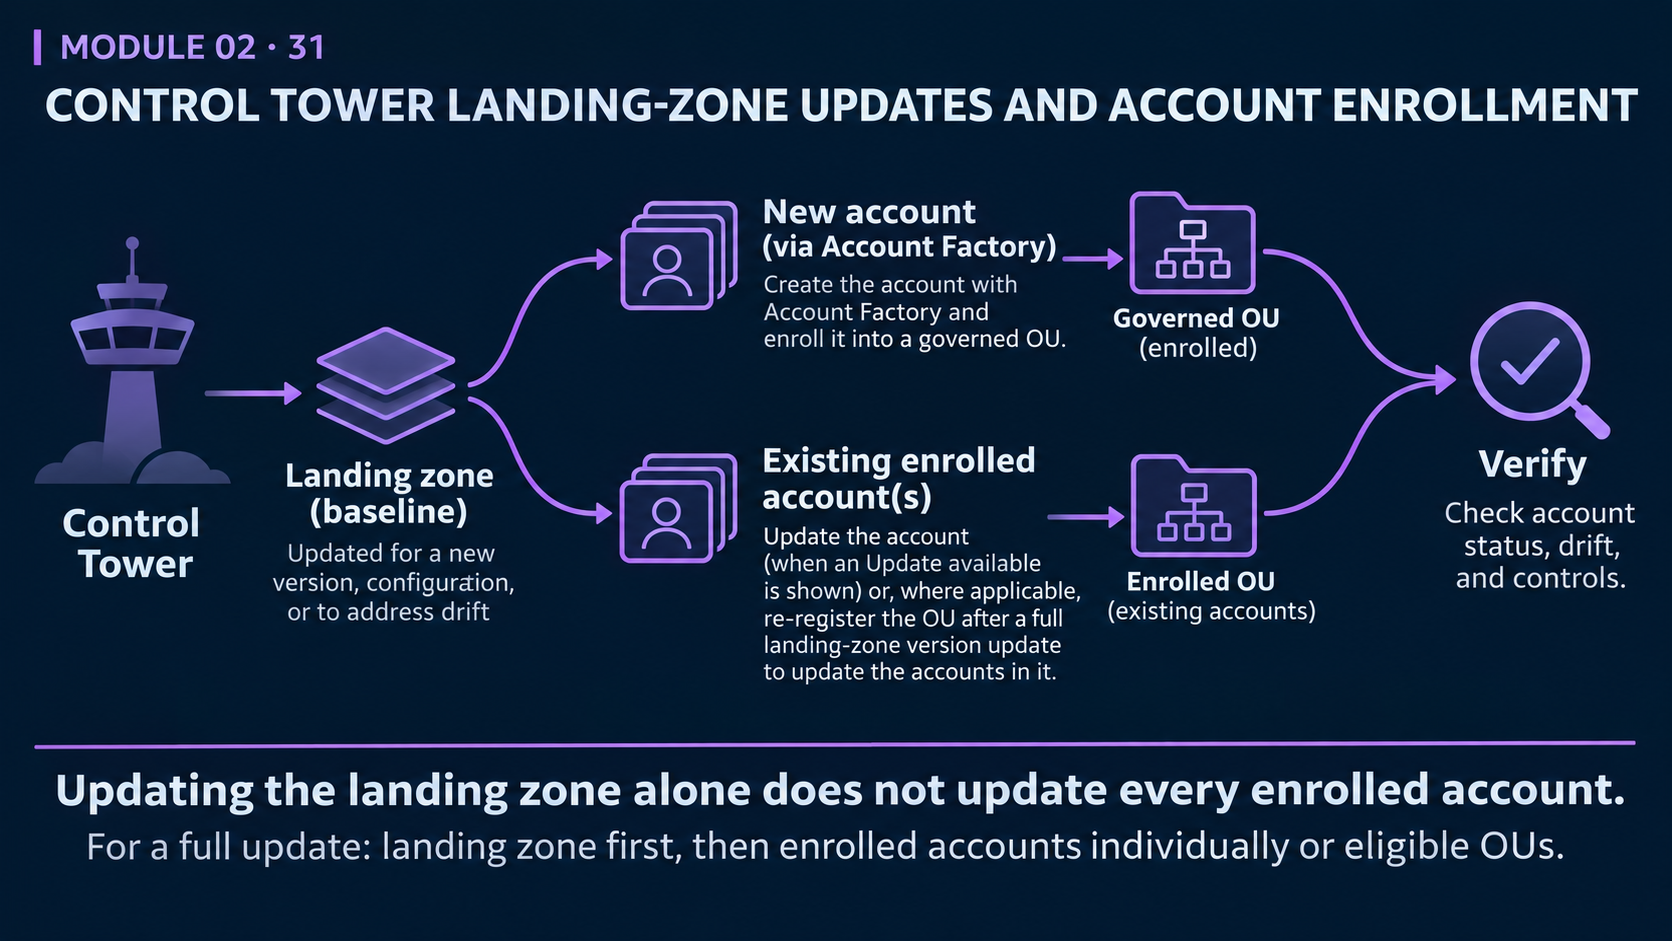 MODULE 02 · 31
CONTROL TOWER LANDING-ZONE UPDATES AND ACCOUNT ENROLLMENT
Control
Tower
Landing zone
(baseline)
Updated for a new
version, configuration,
or to address drift
New account
(via Account Factory)
Create the account with
Account Factory and
enroll it into a governed OU.
Governed OU
(enrolled)
Existing enrolled
account(s)
Update the account
(when an Update available
is shown) or, where applicable,
re-register the OU after a full
landing-zone version update
to update the accounts in it.
Enrolled OU
(existing accounts)
Verify
Check account
status, drift,
and controls.
Updating the landing zone alone does not update every enrolled account.
For a full update: landing zone first, then enrolled accounts individually or eligible OUs.